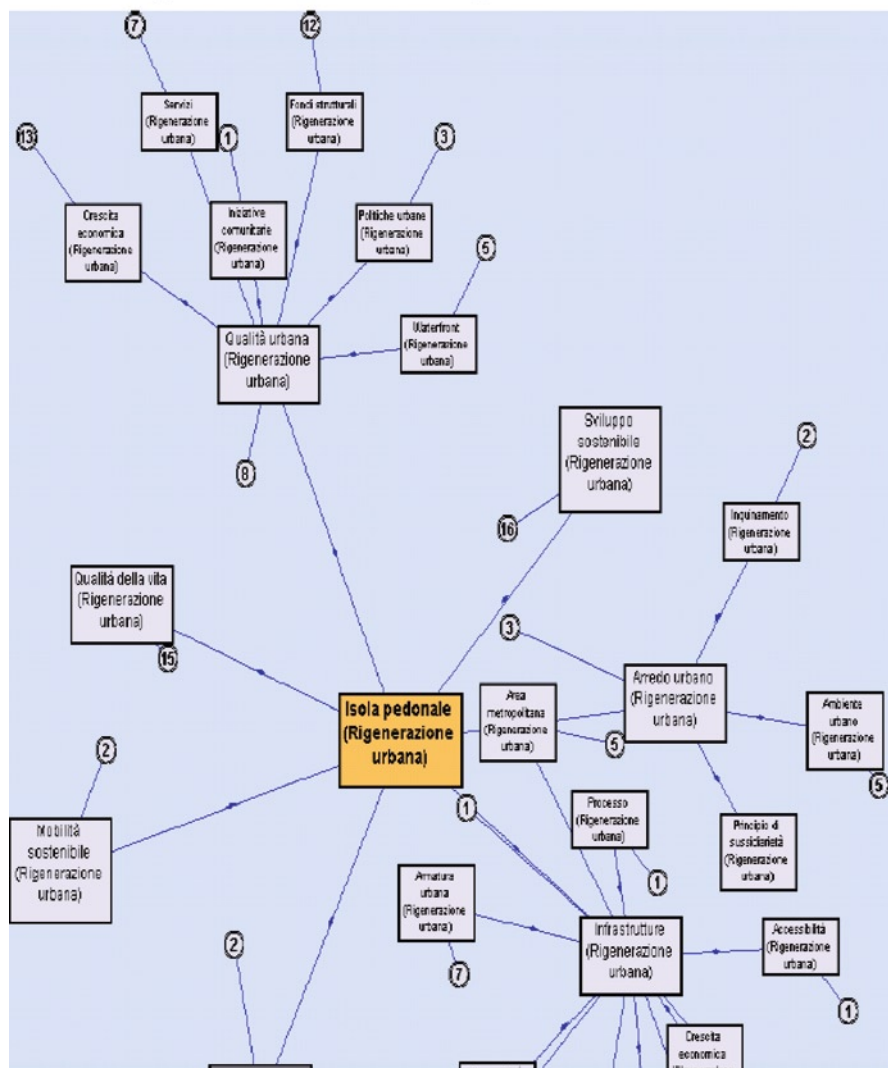 7
12
Servizi
(Rigenerazione
urbana)
1
Fondi strutturali
(Rigenerazione
urbana)
13
3
Crescita
economica
(Rigenerazione
urbana)
Iniziative
comunitarie
(Rigenerazione
urbana)
Politiche urbane
(Rigenerazione
urbana)
5
Qualità urbana
(Rigenerazione
urbana)
Waterfront
(Rigenerazione
urbana)
8
Sviluppo
sostenibile
(Rigenerazione
urbana)
16
2
Inquinamento
(Rigenerazione
urbana)
Qualità della vita
(Rigenerazione
urbana)
15
3
Isola pedonale
(Rigenerazione
urbana)
Area
metropolitana
(Rigenerazione
urbana)
5
Arredo urbano
(Rigenerazione
urbana)
Ambiente
urbano
(Rigenerazione
urbana)
5
2
Mobilità
sostenibile
(Rigenerazione
urbana)
1
Processo
(Rigenerazione
urbana)
1
Principio di
sussidiarietà
(Rigenerazione
urbana)
Armatura
urbana
(Rigenerazione
urbana)
7
Infrastrutture
(Rigenerazione
urbana)
Accessibilità
(Rigenerazione
urbana)
1
2
Crescita
economica